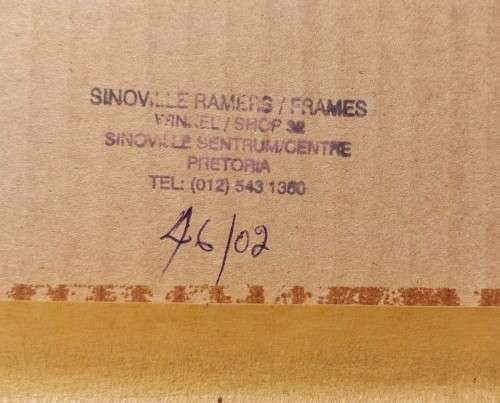 SINOVILLE RAMERS / FRAMES
WINKEL / SHOP 32
SINOVILLE SENTRUM/CENTRE
PRETORIA
TEL: (012) 543 1360
46/02